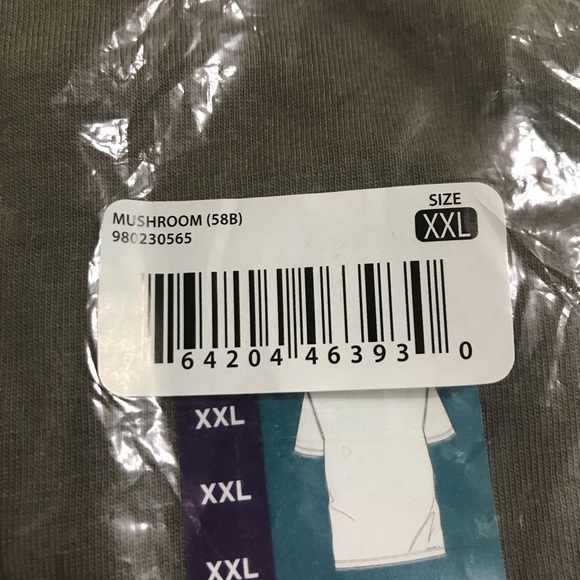 MUSHROOM (58B)
980230565
SIZE
XXL
64204 46393 0
XXL
XXL
XXL